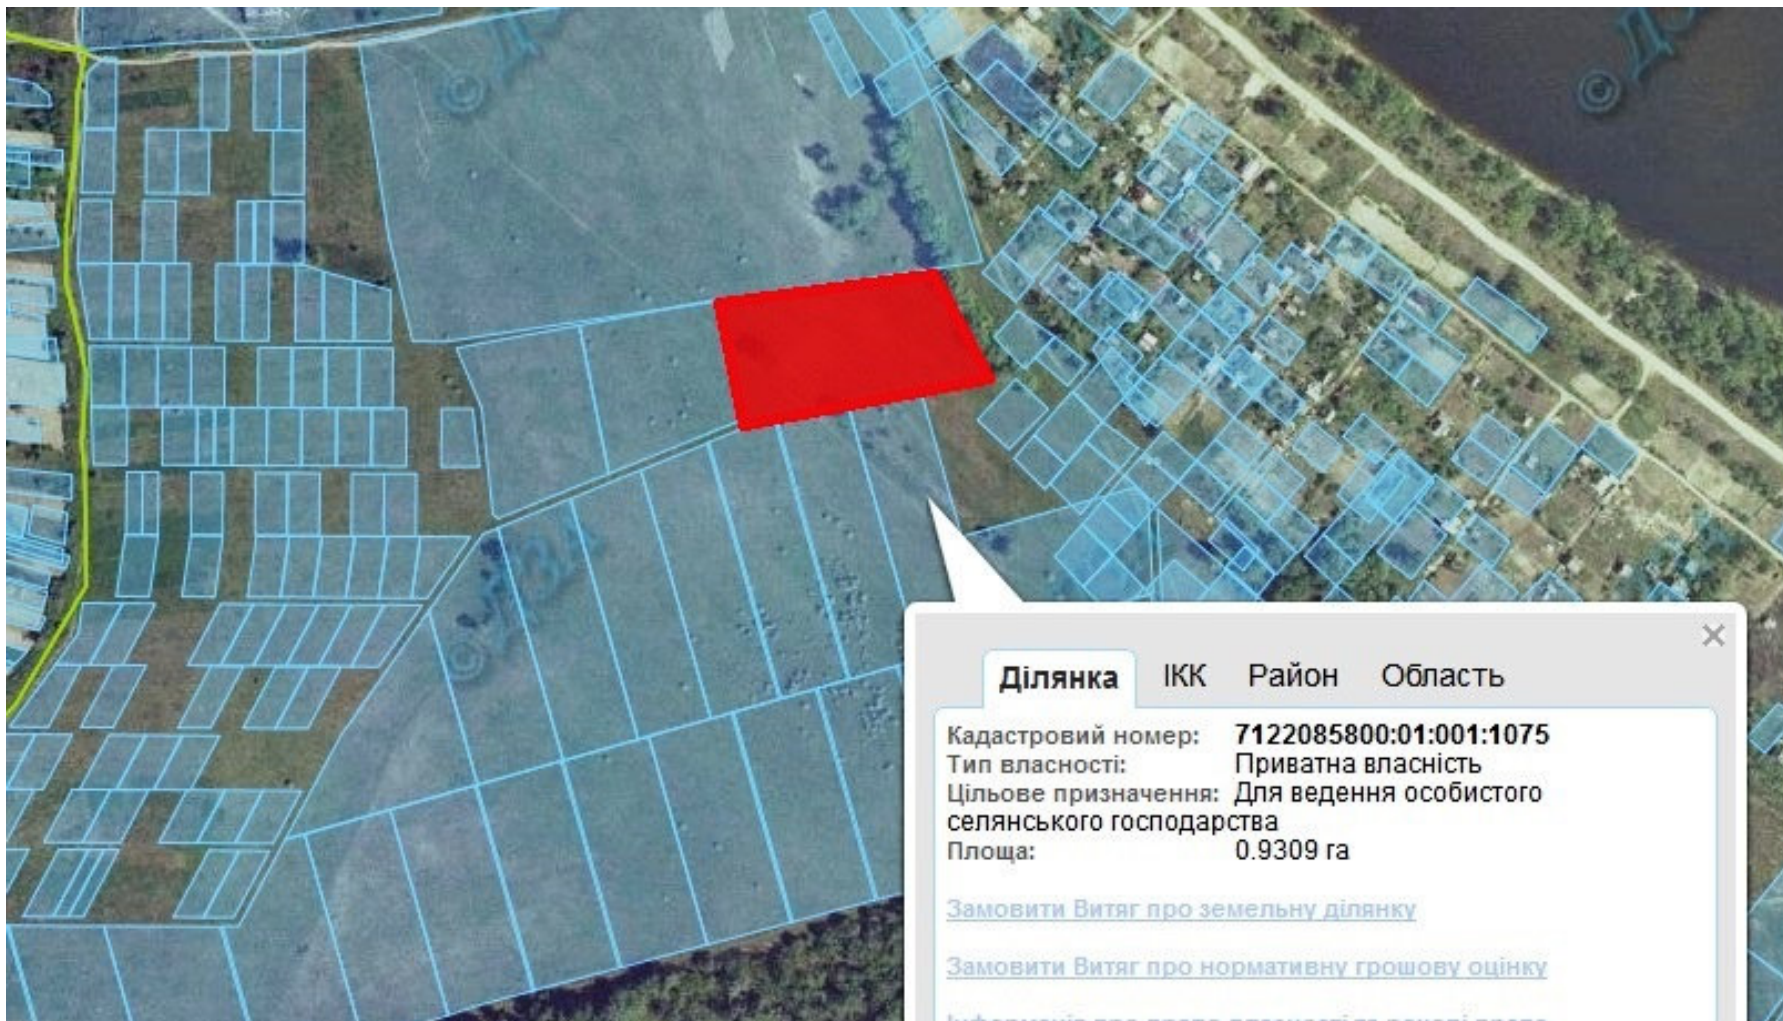 Ділянка ІКК Район Область
Кадастровий номер: 7122085800:01:001:1075
Тип власності: Приватна власність
Цільове призначення: Для ведення особистого
селянського господарства
Площа: 0.9309 га
Замовити Витяг про земельну ділянку
Замовити Витяг про нормативну грошову оцінку